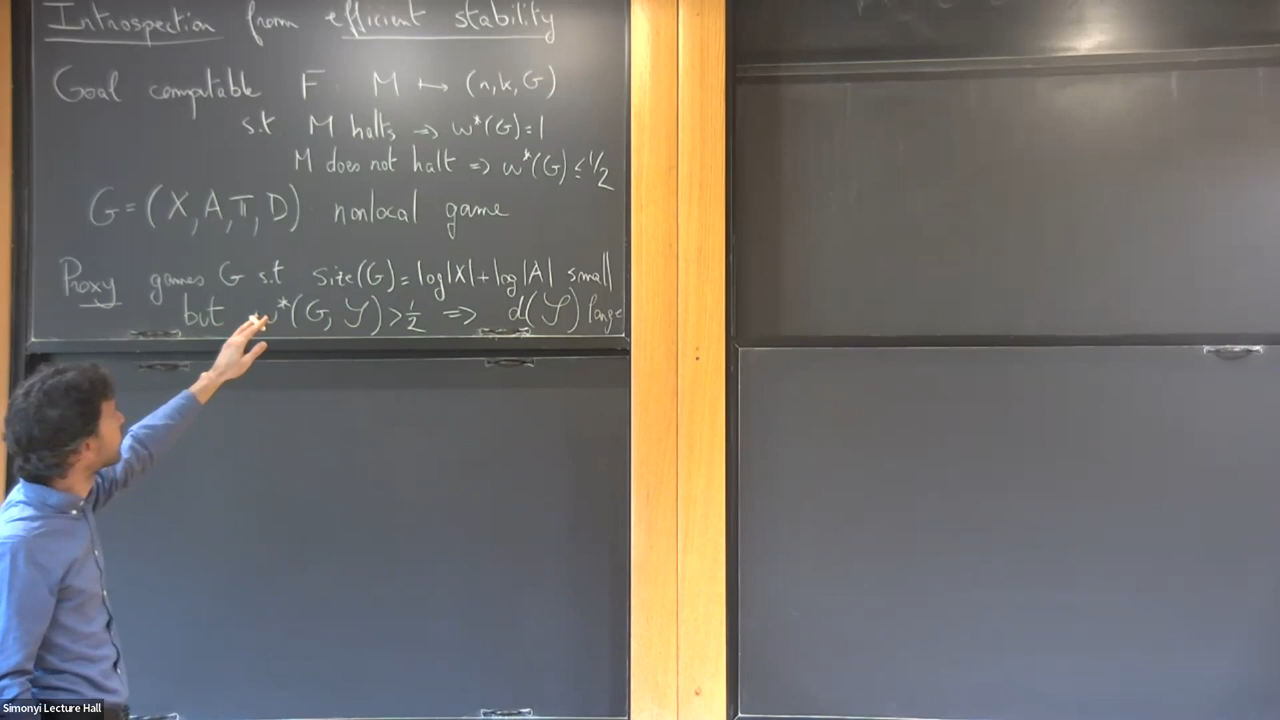 Introspection from efficient stability
Goal computable F M ↦ (n,k,G)
s.t M halts ⇒ w*(G)=1
M does not halt ⇒ w*(G)≤1/2
G=(X,A,π,D) nonlocal game
Proxy games G s.t size(G)=log|X|+log|A| small
but w*(G,𝒮)>1/2 ⇒ d(𝒮) large
Simonyi Lecture Hall